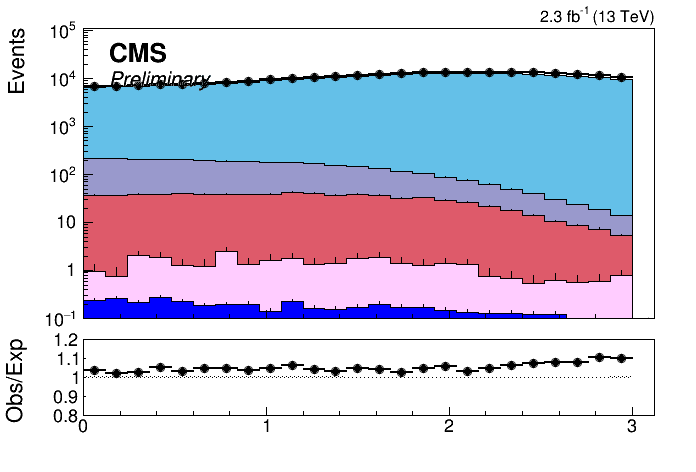 2.3 fb⁻¹ (13 TeV)
CMS
Preliminary
Events
10⁵
10⁴
10³
10²
10
1
10⁻¹
Obs/Exp
1.2
1.1
1
0.9
0.8
0 1 2 3